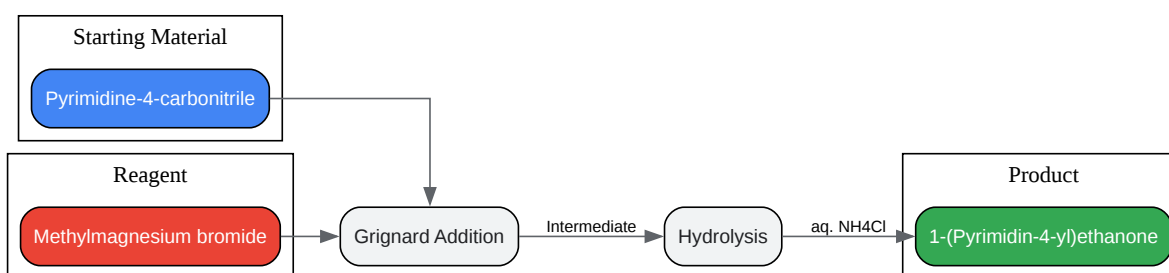 Starting Material
Pyrimidine-4-carbonitrile
Reagent
Methylmagnesium bromide
Grignard Addition
Intermediate
Hydrolysis
aq. NH4Cl
Product
1-(Pyrimidin-4-yl)ethanone